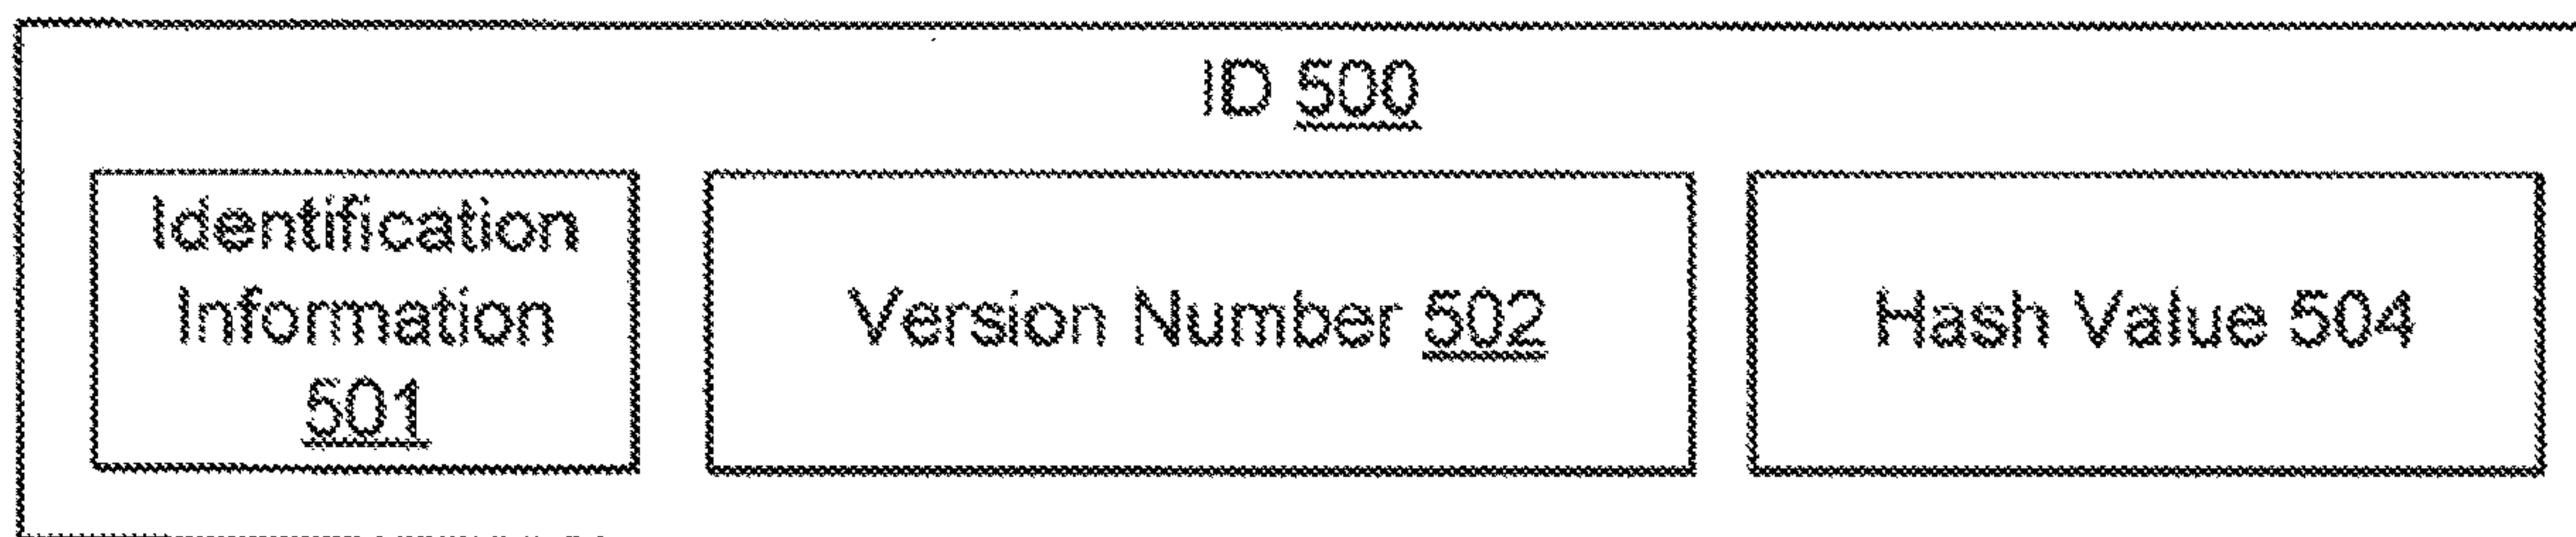 ID 500
Identification
Information
501
Version Number 502
Hash Value 504